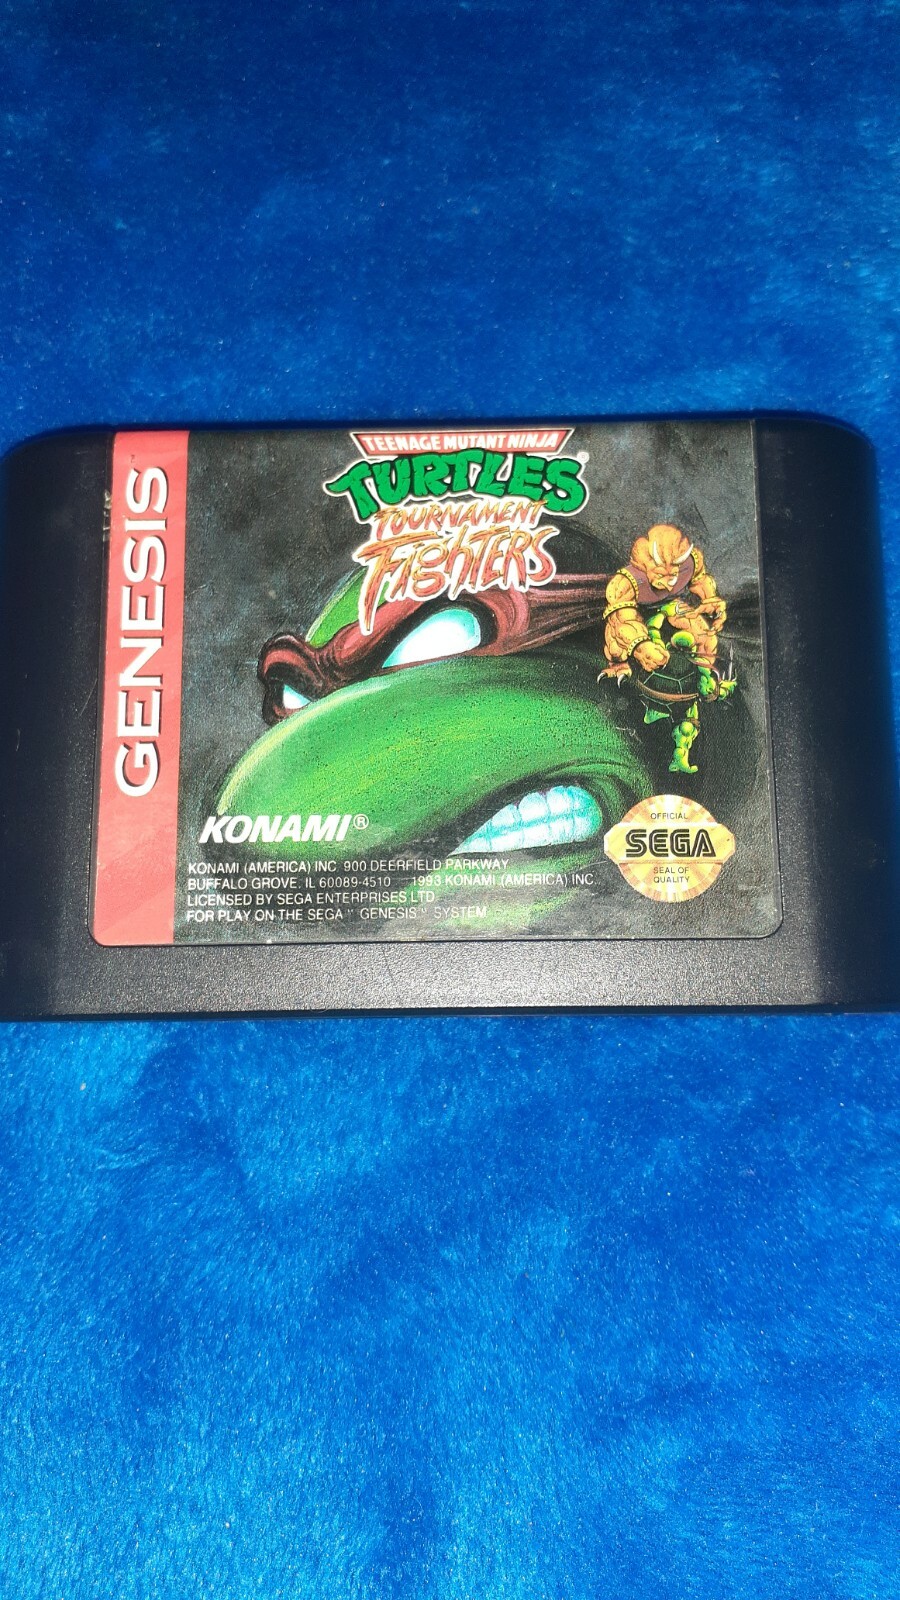 GENESIS™
TEENAGE MUTANT NINJA
TURTLES®
TOURNAMENT
FIGHTERS
KONAMI®
KONAMI (AMERICA) INC 900 DEERFIELD PARKWAY
BUFFALO GROVE, IL 60089-4510 1993 KONAMI (AMERICA) INC.
LICENSED BY SEGA ENTERPRISES LTD
FOR PLAY ON THE SEGA™ GENESIS™ SYSTEM
OFFICIAL
SEGA
SEAL OF
QUALITY